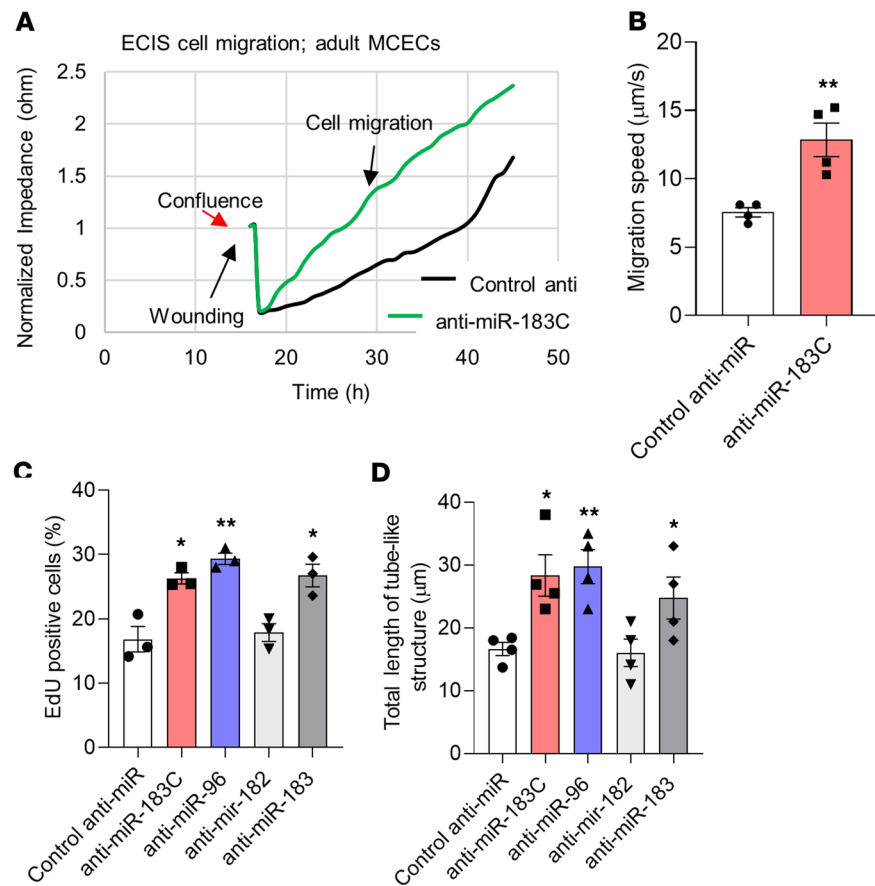 A
ECIS cell migration; adult MCECs
Normalized Impedance (ohm)
2.5
2
1.5
1
0.5
0
Cell migration
Confluence
Wounding
Control anti
anti-miR-183C
0 10 20 30 40 50
Time (h)
B
Migration speed (μm/s)
20
15
10
5
0
**
Control anti-miR
anti-miR-183C
C
EdU positive cells (%)
40
30
20
10
0
*
**
*
Control anti-miR
anti-miR-183C
anti-miR-96
anti-mir-182
anti-miR-183
D
Total length of tube-like
structure (μm)
40
30
20
10
0
*
**
*
Control anti-miR
anti-miR-183C
anti-miR-96
anti-miR-182
anti-miR-183